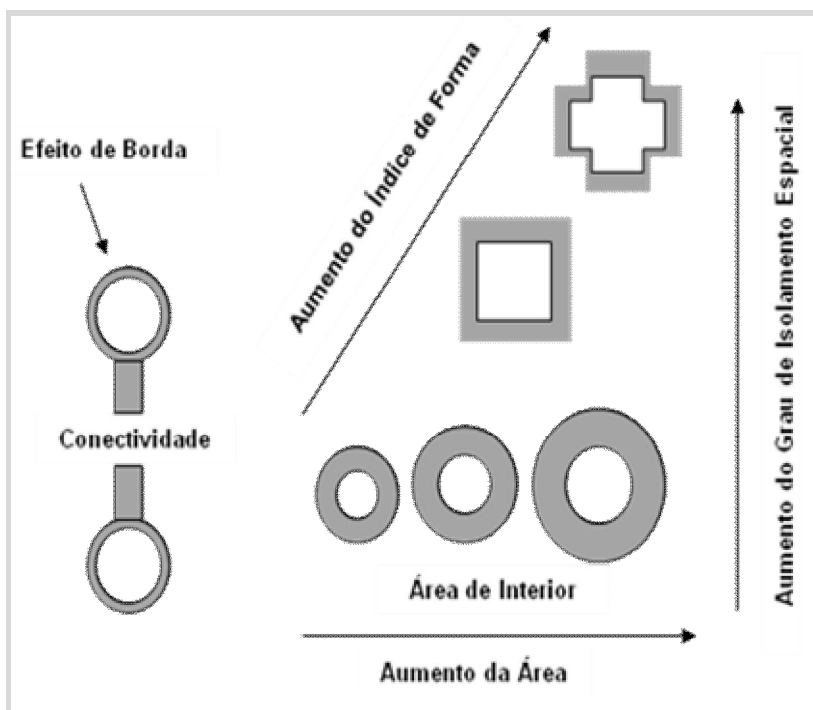 Efeito de Borda
Aumento do Índice de Forma
Aumento do Grau de Isolamento Espacial
Conectividade
Área de Interior
Aumento da Área